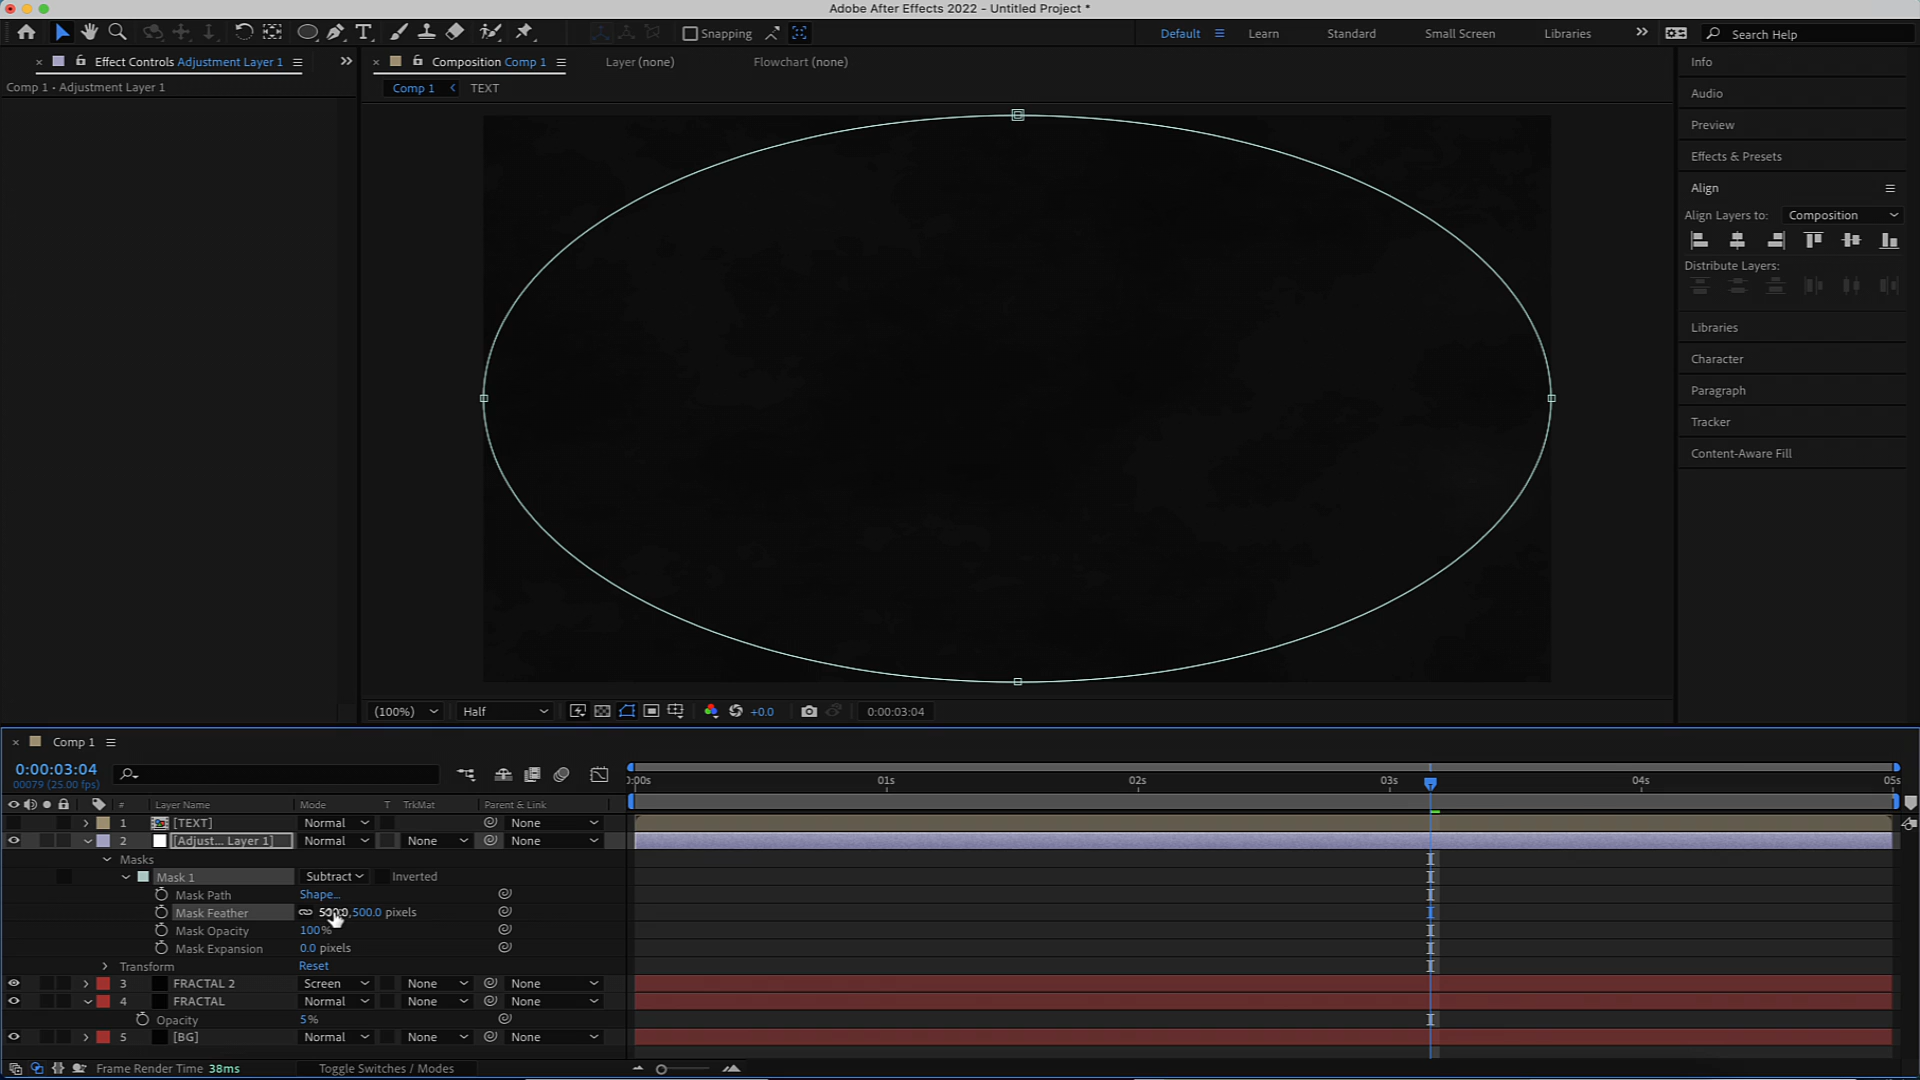 Adobe After Effects 2022 - Untitled Project *
Snapping
Default
Learn
Standard
Small Screen
Libraries
Search Help
Effect Controls Adjustment Layer 1
Composition Comp 1
Layer (none)
Flowchart (none)
Info
Comp 1 • Adjustment Layer 1
Comp 1
TEXT
Audio
Preview
Effects & Presets
Align
Align Layers to:
Composition
Distribute Layers:
Libraries
Character
Paragraph
Tracker
Content-Aware Fill
(100%)
Half
+0.0
0:00:03:04
Comp 1
0:00:03:04
00079 (25.00 fps)
0:00s
01s
02s
03s
04s
05s
#
Layer Name
Mode
T
TrkMat
Parent & Link
1
[TEXT]
Normal
None
2
[Adjust... Layer 1]
Normal
None
None
Masks
Mask 1
Subtract
Inverted
Mask Path
Shape...
Mask Feather
,500.0 pixels
Mask Opacity
100%
Mask Expansion
0.0 pixels
Transform
Reset
3
FRACTAL 2
Screen
None
None
4
FRACTAL
Normal
None
None
Opacity
5%
5
[BG]
Normal
None
None
Frame Render Time 38ms
Toggle Switches / Modes